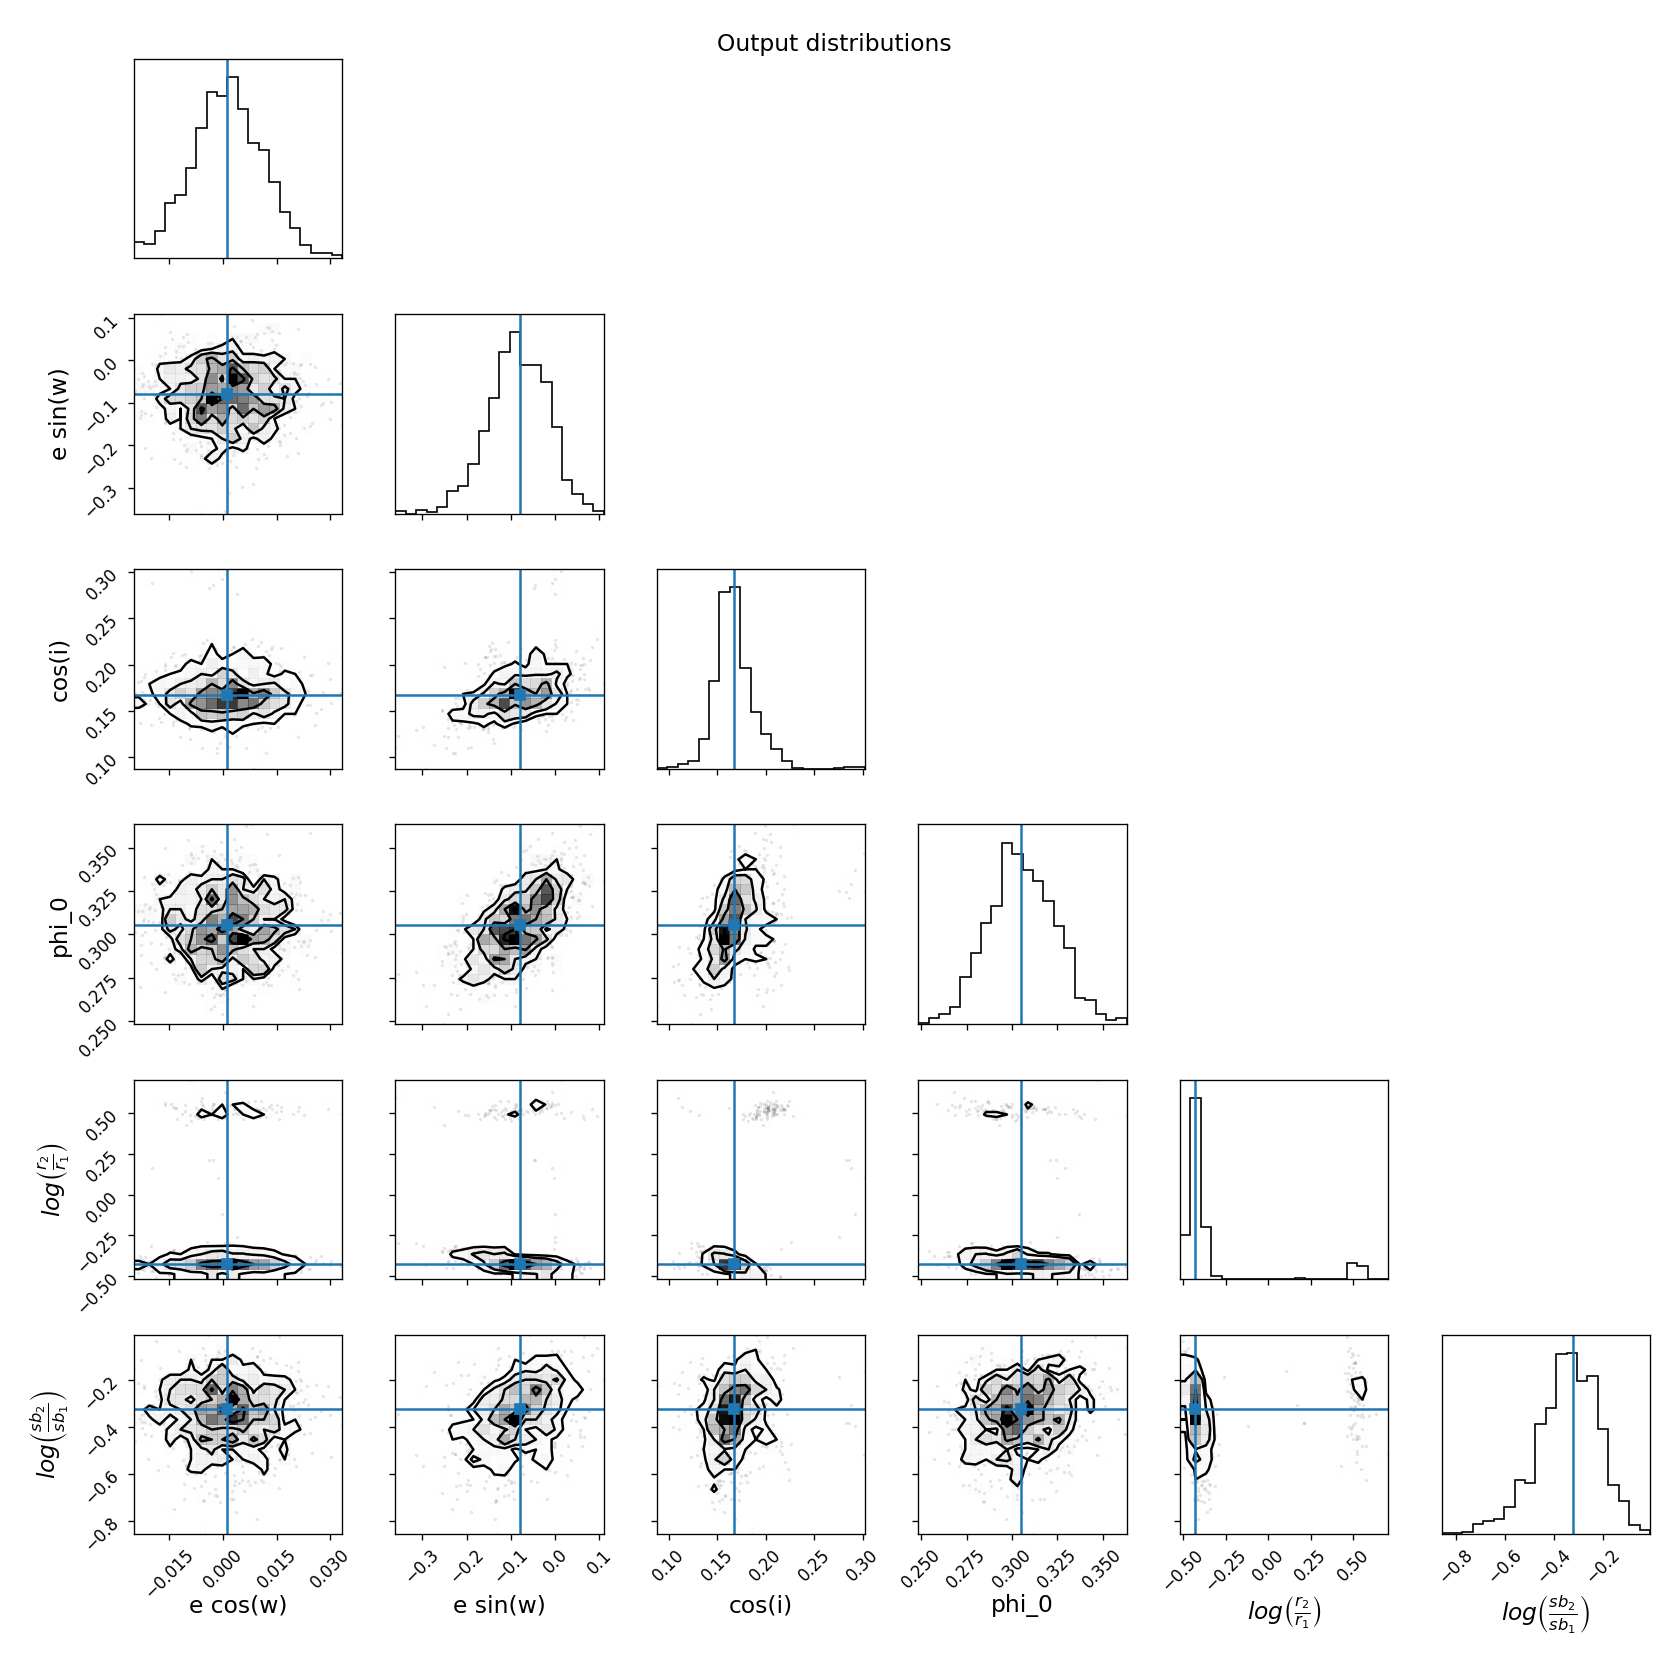 Output distributions
e sin(w)
0.1
0.0
−0.1
−0.2
−0.3
cos(i)
0.30
0.25
0.20
0.15
0.10
phi_0
0.350
0.325
0.300
0.275
0.250
log(r2/r1)
0.50
0.25
0.00
−0.25
−0.50
log(sb2/sb1)
−0.2
−0.4
−0.6
−0.8
−0.015 0.000 0.015 0.030
−0.3 −0.2 −0.1 0.0 0.1
0.10 0.15 0.20 0.25 0.30
0.250 0.275 0.300 0.325 0.350
−0.50 −0.25 0.00 0.25 0.50
−0.8 −0.6 −0.4 −0.2
e cos(w)
e sin(w)
cos(i)
phi_0
log(r2/r1)
log(sb2/sb1)